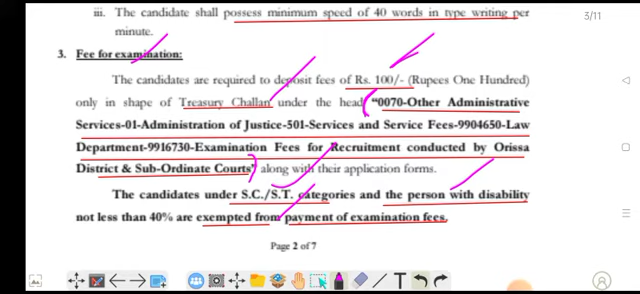 iii. The candidate shall possess minimum speed of 40 words in type writing per
minute.
3/11
3. Fee for examination:
The candidates are required to deposit fees of Rs. 100/- (Rupees One Hundred)
only in shape of Treasury Challan under the head "0070-Other Administrative
Services-01-Administration of Justice-501-Services and Service Fees-9904650-Law
Department-9916730-Examination Fees for Recruitment conducted by Orissa
District & Sub-Ordinate Courts" along with their application forms.
The candidates under S.C./S.T. categories and the person with disability
not less than 40% are exempted from payment of examination fees.
Page 2 of 7
T